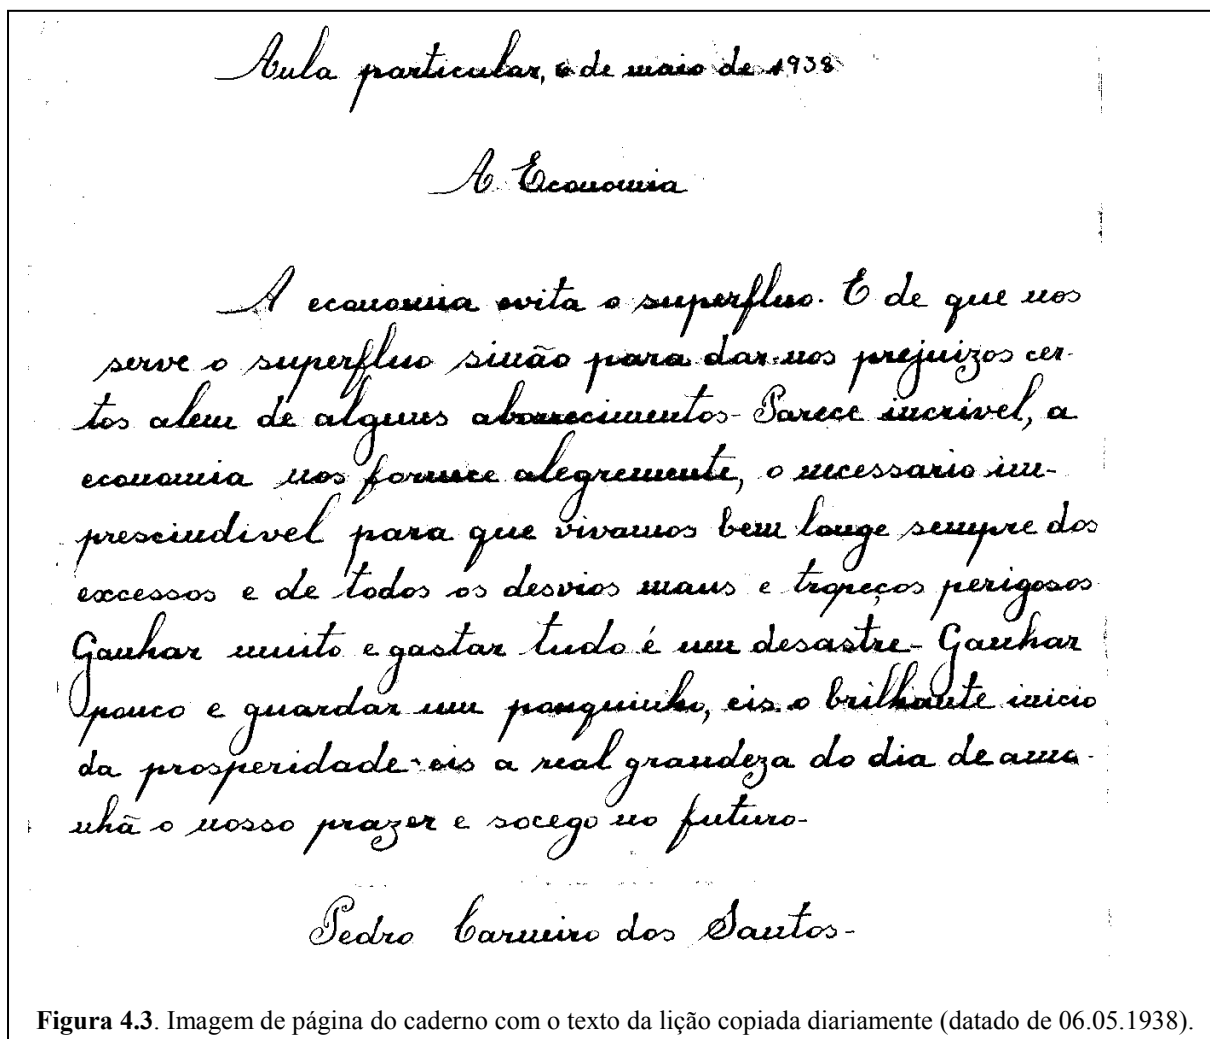 Aula particular, 6 de maio de 1938
A Economia
A economia evita o superfluo. E de que nos
serve o superfluo sinão para dar-nos prejuizos cer-
tos alem de alguns aborrecimentos - Parece incrivel, a
economia nos fornece alegremente, o necessario im-
prescindivel para que vivamos bem longe sempre dos
excessos e de todos os desvios maus e tropeços perigosos
Ganhar muito e gastar tudo é um desastre - Ganhar
pouco e guardar um pouquinho, eis o brilhante inicio
da prosperidade - eis a real grandeza do dia de ama-
nhã o nosso prazer e socego no futuro -
Pedro Carneiro dos Santos -
Figura 4.3. Imagem de página do caderno com o texto da lição copiada diariamente (datado de 06.05.1938).